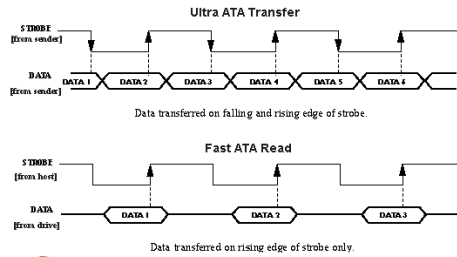 Ultra ATA Transfer
STROBE
[from sender]
DATA
[from sender]
DATA 1 DATA 2 DATA 3 DATA 4 DATA 5 DATA 6
Data transferred on falling and rising edge of strobe.
Fast ATA Read
STROBE
[from host]
DATA
[from drive]
DATA 1 DATA 2 DATA 3
Data transferred on rising edge of strobe only.